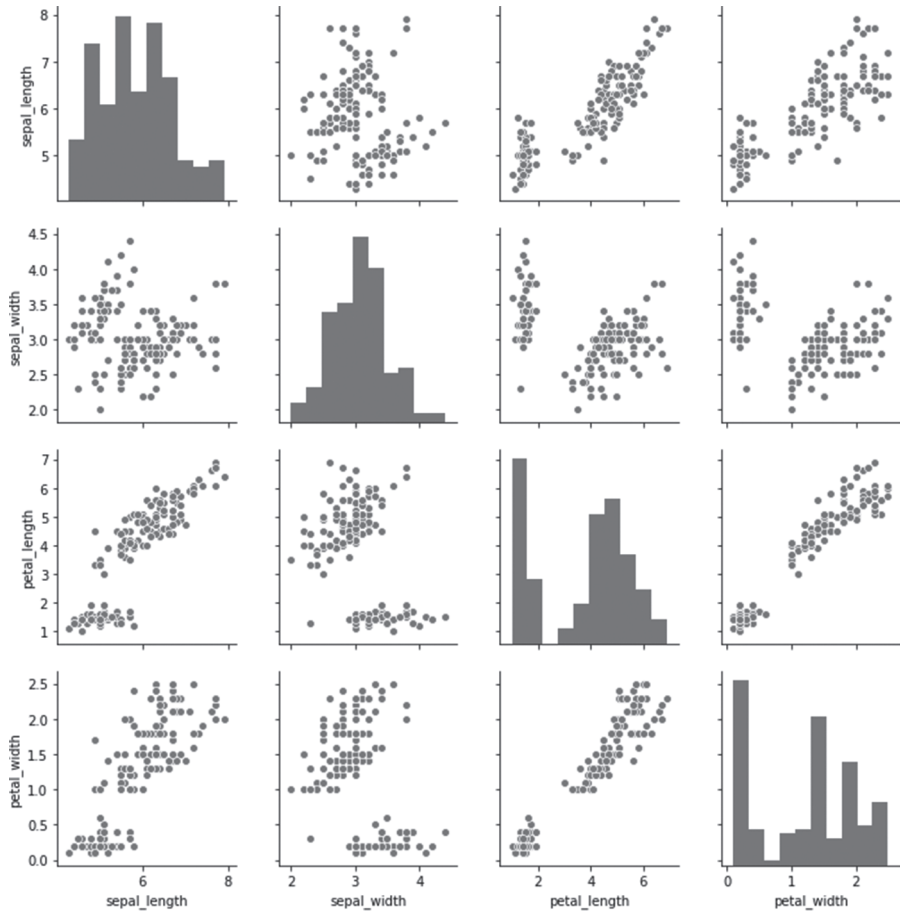 8
7
6
5
sepal_length
4.5
4.0
3.5
3.0
2.5
2.0
sepal_width
7
6
5
4
3
2
1
petal_length
2.5
2.0
1.5
1.0
0.5
0.0
petal_width
6 8
sepal_length
2 4
sepal_width
2 4 6
petal_length
0 1 2
petal_width